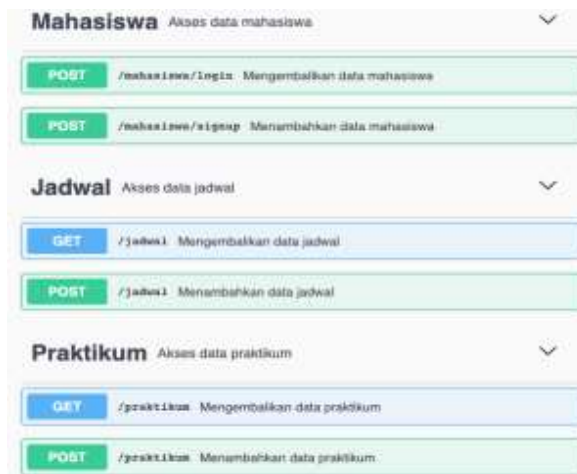 Mahasiswa Akses data mahasiswa
POST /mahasiswa/login Mengembalikan data mahasiswa
POST /mahasiswa/signup Menambahkan data mahasiswa
Jadwal Akses data jadwal
GET /jadwal Mengembalikan data jadwal
POST /jadwal Menambahkan data jadwal
Praktikum Akses data praktikum
GET /praktikum Mengembalikan data praktikum
POST /praktikum Menambahkan data praktikum